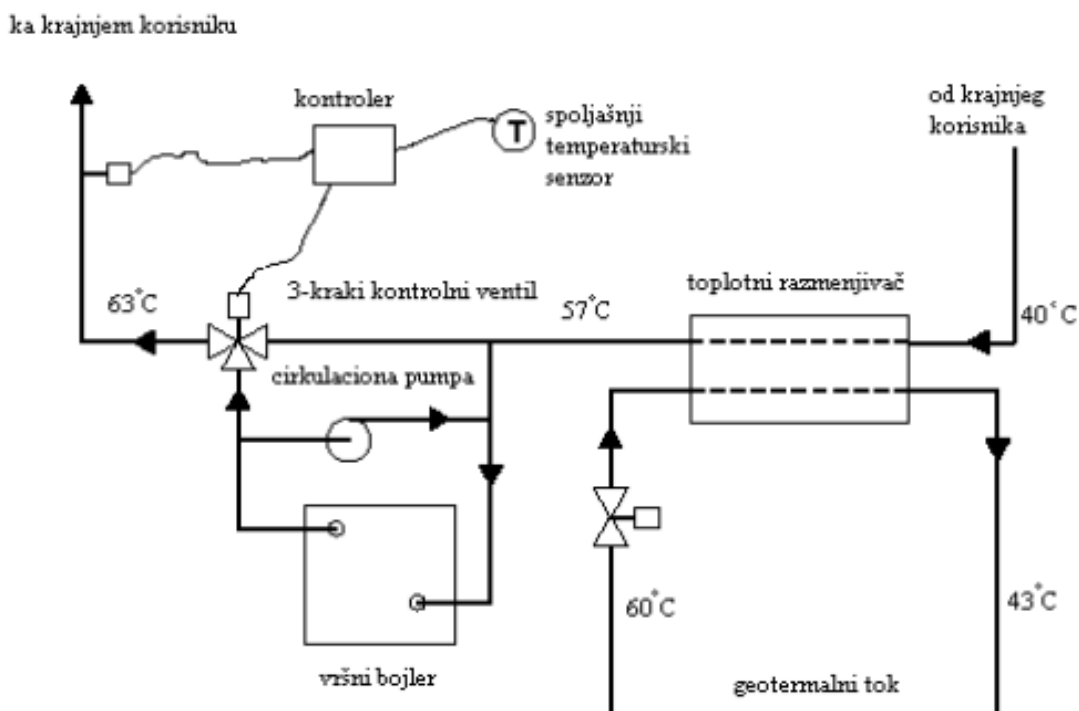 ka krajnjem korisniku
kontroler
T
spoljašnji
temperaturski
senzor
od krajnjeg
korisnika
63°C
3-kraki kontrolni ventil
57°C
toplotni razmenjivač
40°C
cirkulaciona pumpa
60°C
43°C
vršni bojler
geotermalni tok